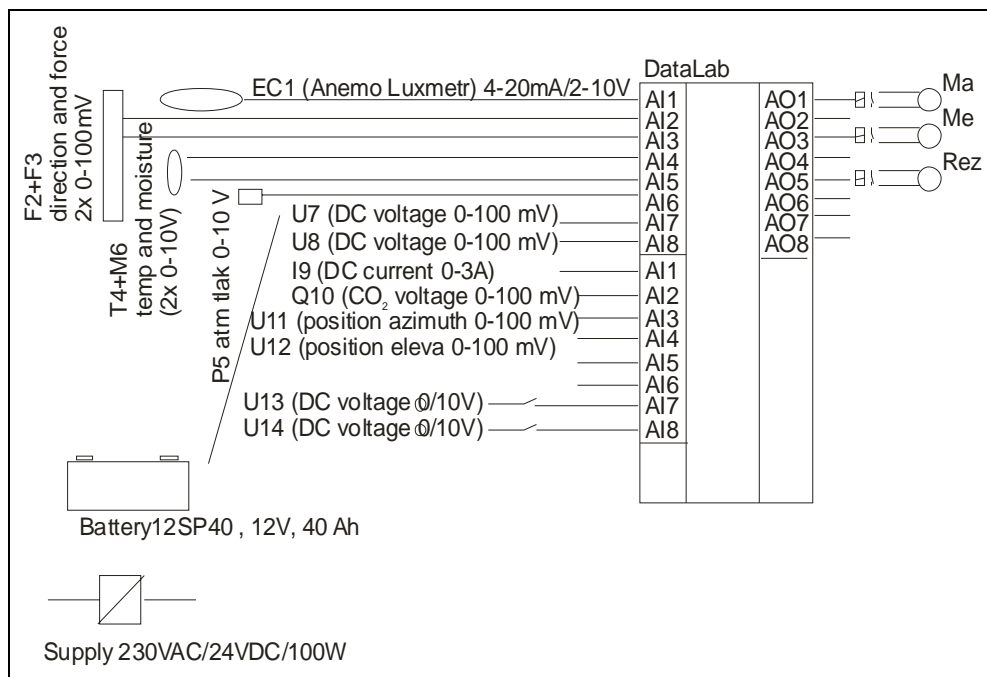 DataLab
EC1 (Anemo Luxmetr) 4-20mA/2-10V
F2+F3
direction and force
2x 0-100mV
T4+M6
temp and moisture
(2x 0-10V)
P5 atm tlak 0-10 V
U7 (DC voltage 0-100 mV)
U8 (DC voltage 0-100 mV)
I9 (DC current 0-3A)
Q10 (CO2 voltage 0-100 mV)
U11 (position azimuth 0-100 mV)
U12 (position eleva 0-100 mV)
U13 (DC voltage 0/10V)
U14 (DC voltage 0/10V)
AI1
AI2
AI3
AI4
AI5
AI6
AI7
AI8
AI1
AI2
AI3
AI4
AI5
AI6
AI7
AI8
AO1
AO2
AO3
AO4
AO5
AO6
AO7
AO8
Ma
Me
Rez
Battery12SP40 , 12V, 40 Ah
Supply 230VAC/24VDC/100W